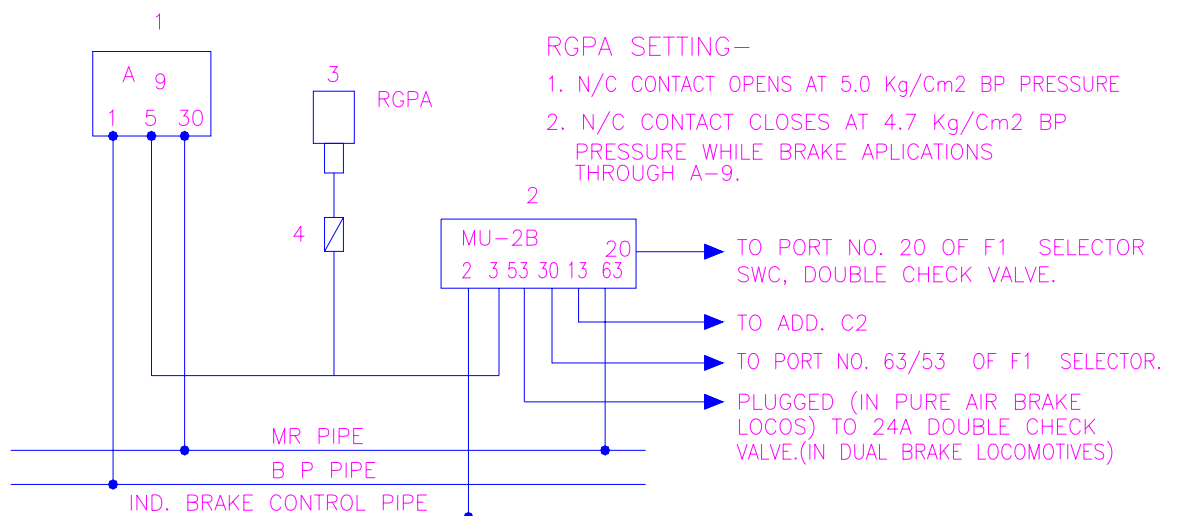 1
A 9
1 5 30
3
RGPA
4
RGPA SETTING-
1. N/C CONTACT OPENS AT 5.0 Kg/Cm2 BP PRESSURE
2. N/C CONTACT CLOSES AT 4.7 Kg/Cm2 BP
PRESSURE WHILE BRAKE APLICATIONS
THROUGH A-9.
2
MU-2B
20
2 3 53 30 13 63
TO PORT NO. 20 OF F1 SELECTOR
SWC, DOUBLE CHECK VALVE.
TO ADD. C2
TO PORT NO. 63/53 OF F1 SELECTOR.
PLUGGED (IN PURE AIR BRAKE
LOCOS) TO 24A DOUBLE CHECK
VALVE.(IN DUAL BRAKE LOCOMOTIVES)
MR PIPE
B P PIPE
IND. BRAKE CONTROL PIPE